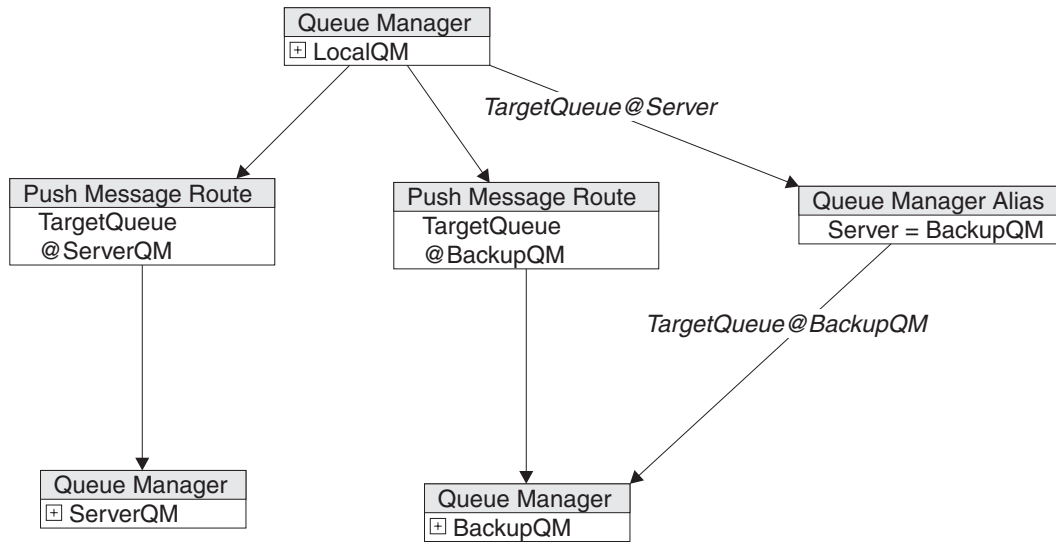 Queue Manager
LocalQM
TargetQueue@Server
Push Message Route
TargetQueue
@ServerQM
Push Message Route
TargetQueue
@BackupQM
Queue Manager Alias
Server = BackupQM
TargetQueue@BackupQM
Queue Manager
ServerQM
Queue Manager
BackupQM